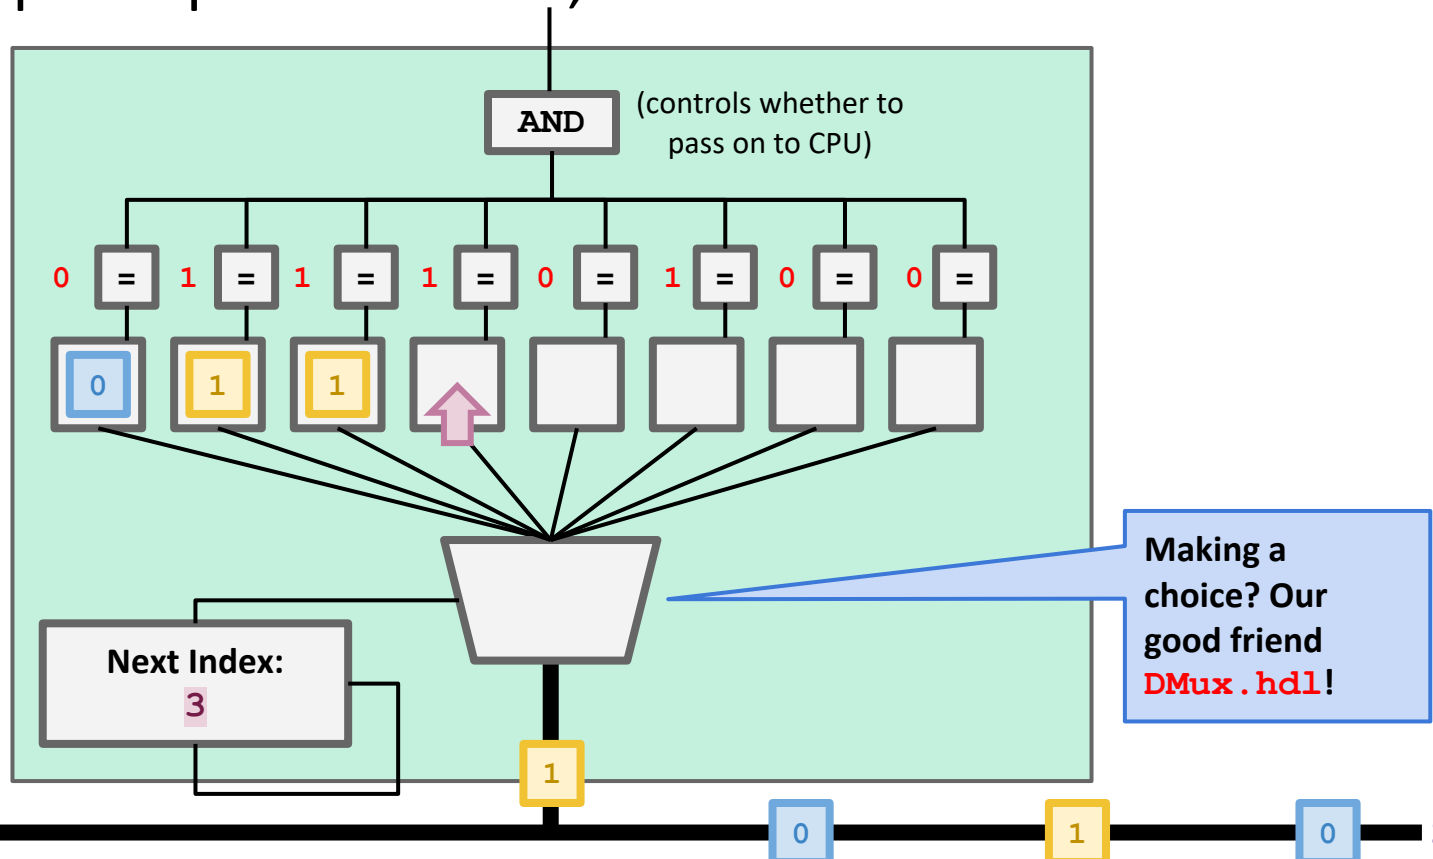 AND
(controls whether to
pass on to CPU)
0 = 1 = 1 = 1 = 0 = 1 = 0 = 0 =
0 1 1
Making a
choice? Our
good friend
DMux.hdl!
Next Index:
3
1
0 1 0